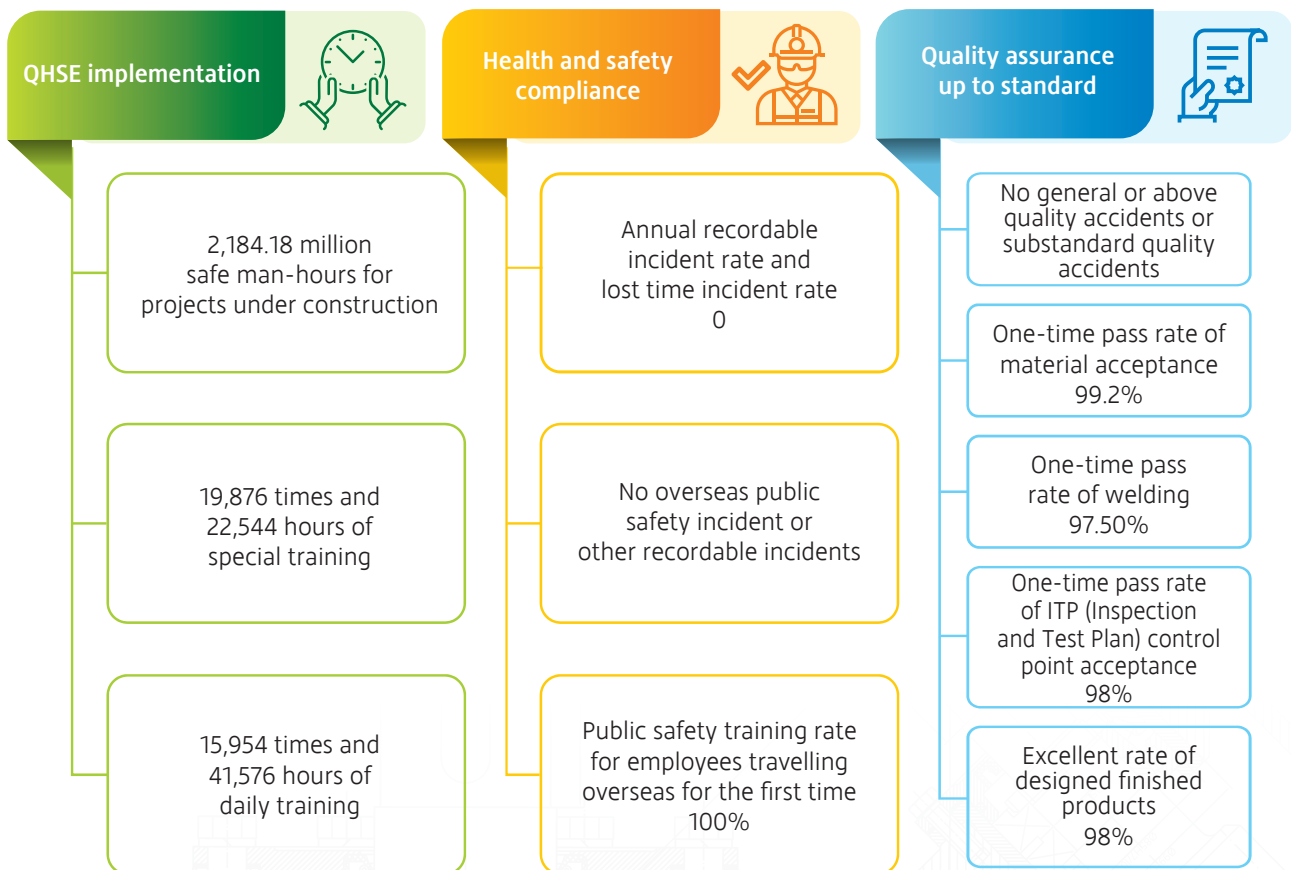 QHSE implementation
2,184.18 million
safe man-hours for
projects under construction
19,876 times and
22,544 hours of
special training
15,954 times and
41,576 hours of
daily training
Health and safety
compliance
Annual recordable
incident rate and
lost time incident rate
0
No overseas public
safety incident or
other recordable incidents
Public safety training rate
for employees travelling
overseas for the first time
100%
Quality assurance
up to standard
No general or above
quality accidents or
substandard quality
accidents
One-time pass rate of
material acceptance
99.2%
One-time pass
rate of welding
97.50%
One-time pass rate
of ITP (Inspection
and Test Plan) control
point acceptance
98%
Excellent rate of
designed finished
products
98%